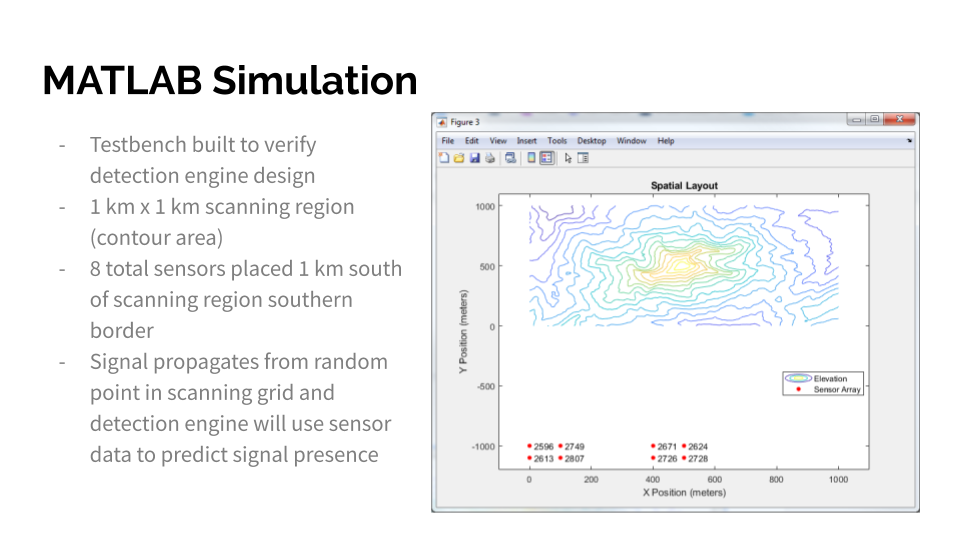 MATLAB Simulation
- Testbench built to verify
detection engine design
- 1 km x 1 km scanning region
(contour area)
- 8 total sensors placed 1 km south
of scanning region southern
border
- Signal propagates from random
point in scanning grid and
detection engine will use sensor
data to predict signal presence
Figure 3
File Edit View Insert Tools Desktop Window Help
Spatial Layout
1000
500
0
-500
-1000
Y Position (meters)
Elevation
Sensor Array
2596 2749 2671 2624
2613 2807 2726 2728
0 200 400 600 800 1000
X Position (meters)